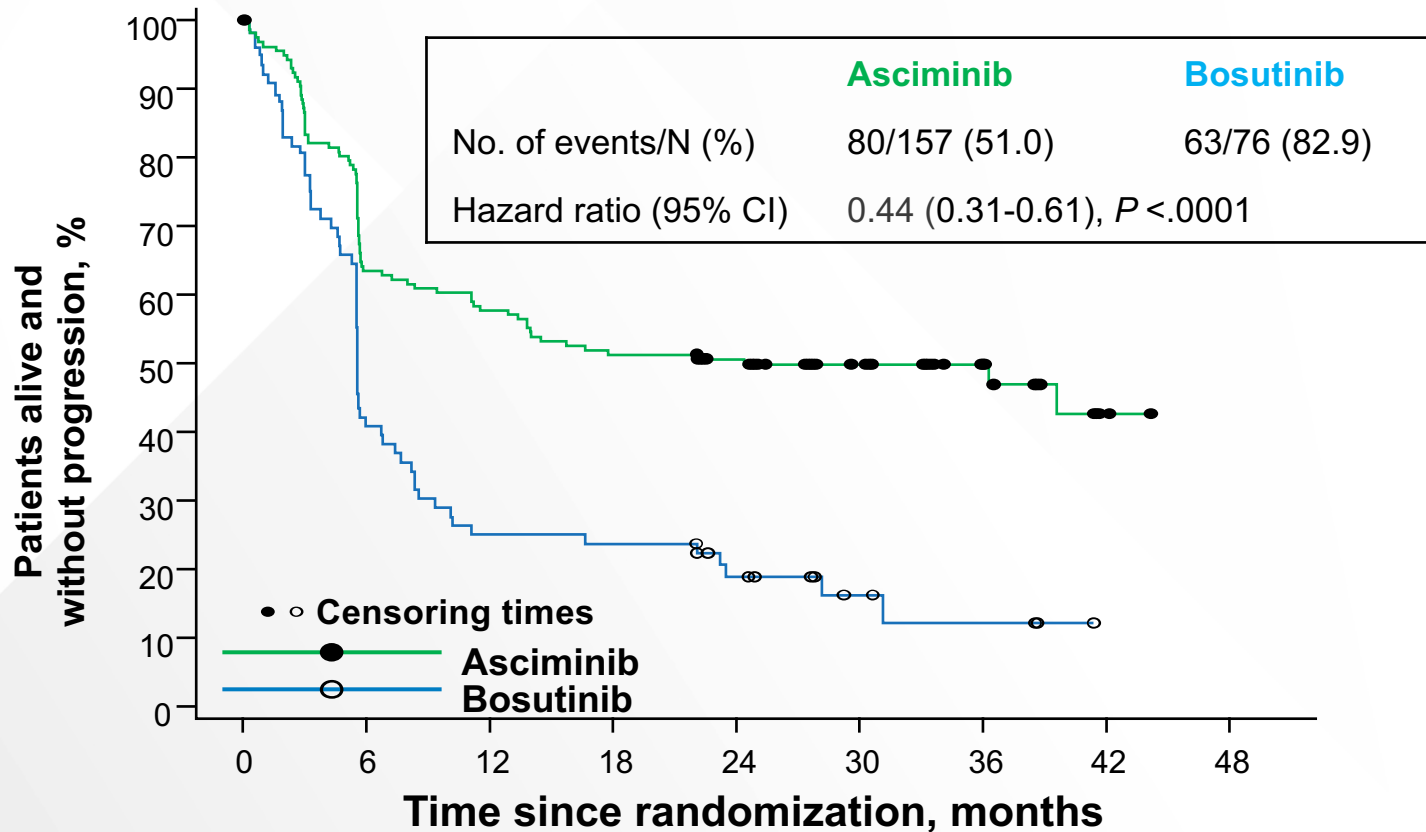 Patients alive and
without progression, %
100
90
80
70
60
50
40
30
20
10
0
Asciminib Bosutinib
No. of events/N (%) 80/157 (51.0) 63/76 (82.9)
Hazard ratio (95% CI) 0.44 (0.31-0.61), P <.0001
Censoring times
Asciminib
Bosutinib
0 6 12 18 24 30 36 42 48
Time since randomization, months